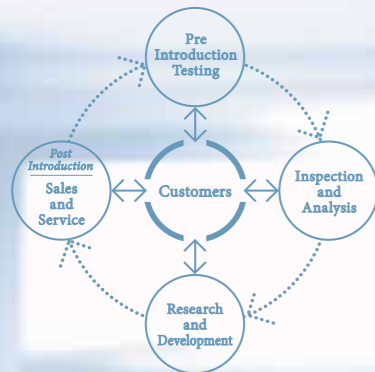 Pre
Introduction
Testing
Post
Introduction
Sales
and
Service
Customers
Inspection
and
Analysis
Research
and
Development